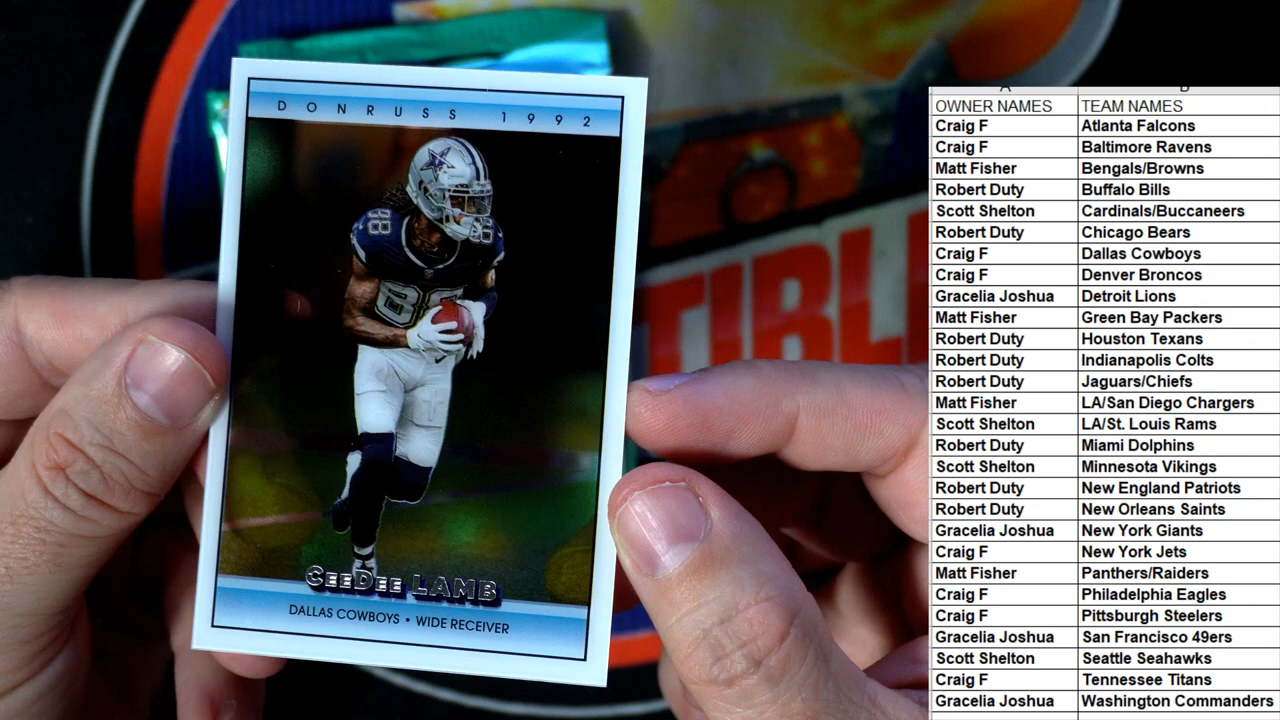 DONRUSS 1992
88
88
CEEDEE LAMB
DALLAS COWBOYS • WIDE RECEIVER
TIBL
A B
OWNER NAMES TEAM NAMES
Craig F Atlanta Falcons
Craig F Baltimore Ravens
Matt Fisher Bengals/Browns
Robert Duty Buffalo Bills
Scott Shelton Cardinals/Buccaneers
Robert Duty Chicago Bears
Craig F Dallas Cowboys
Craig F Denver Broncos
Gracelia Joshua Detroit Lions
Matt Fisher Green Bay Packers
Robert Duty Houston Texans
Robert Duty Indianapolis Colts
Robert Duty Jaguars/Chiefs
Matt Fisher LA/San Diego Chargers
Scott Shelton LA/St. Louis Rams
Robert Duty Miami Dolphins
Scott Shelton Minnesota Vikings
Robert Duty New England Patriots
Robert Duty New Orleans Saints
Gracelia Joshua New York Giants
Craig F New York Jets
Matt Fisher Panthers/Raiders
Craig F Philadelphia Eagles
Craig F Pittsburgh Steelers
Gracelia Joshua San Francisco 49ers
Scott Shelton Seattle Seahawks
Craig F Tennessee Titans
Gracelia Joshua Washington Commanders